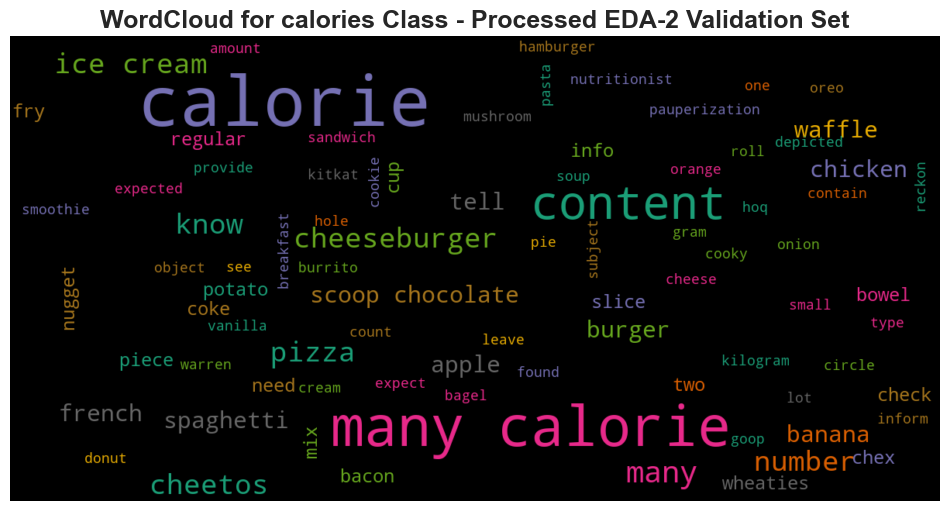 WordCloud for calories Class - Processed EDA-2 Validation Set
amount
hamburger
ice cream
calorie
pasta
nutritionist
one
oreo
fry
mushroom
pauperization
waffle
regular
sandwich
info
roll
depicted
provide
kitkat
cookie
cup
soup
orange
chicken
expected
tell
content
contain
reckon
smoothie
know
hole
hoq
breakfast
cheeseburger
pie
subject
gram
cooky
onion
object
see
burrito
cheese
nugget
potato
scoop chocolate
slice
small
bowel
coke
vanilla
count
leave
burger
type
piece
warren
pizza
apple
found
kilogram
circle
need
cream
expect
bagel
two
lot
check
french
spaghetti
mix
many calorie
goop
banana
inform
donut
number
chex
cheetos
bacon
many
wheaties